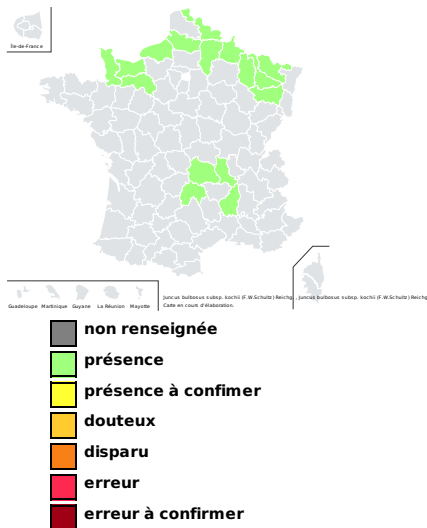 Île-de-France
Guadeloupe Martinique Guyane La Réunion Mayotte
Juncus bulbosus subsp. kochii (F.W.Schultz) Reichg., Juncus bulbosus subsp. kochii (F.W.Schultz) Reichg
Carte en cours d'élaboration.
non renseignée
présence
présence à confimer
douteux
disparu
erreur
erreur à confirmer